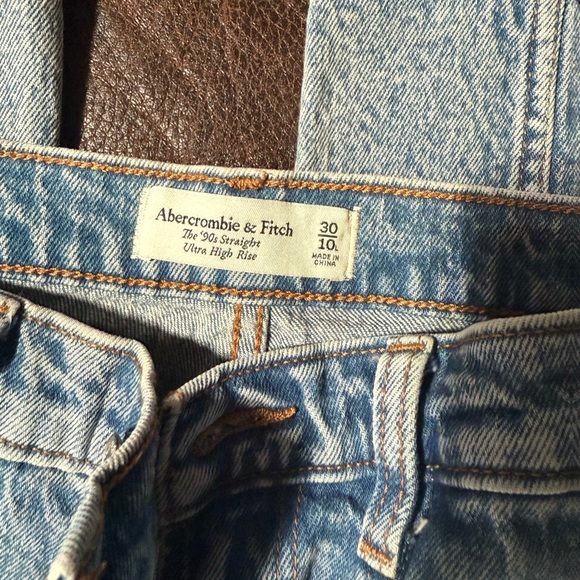 Abercrombie & Fitch
The '90s Straight
Ultra High Rise
30
10L
MADE IN
CHINA